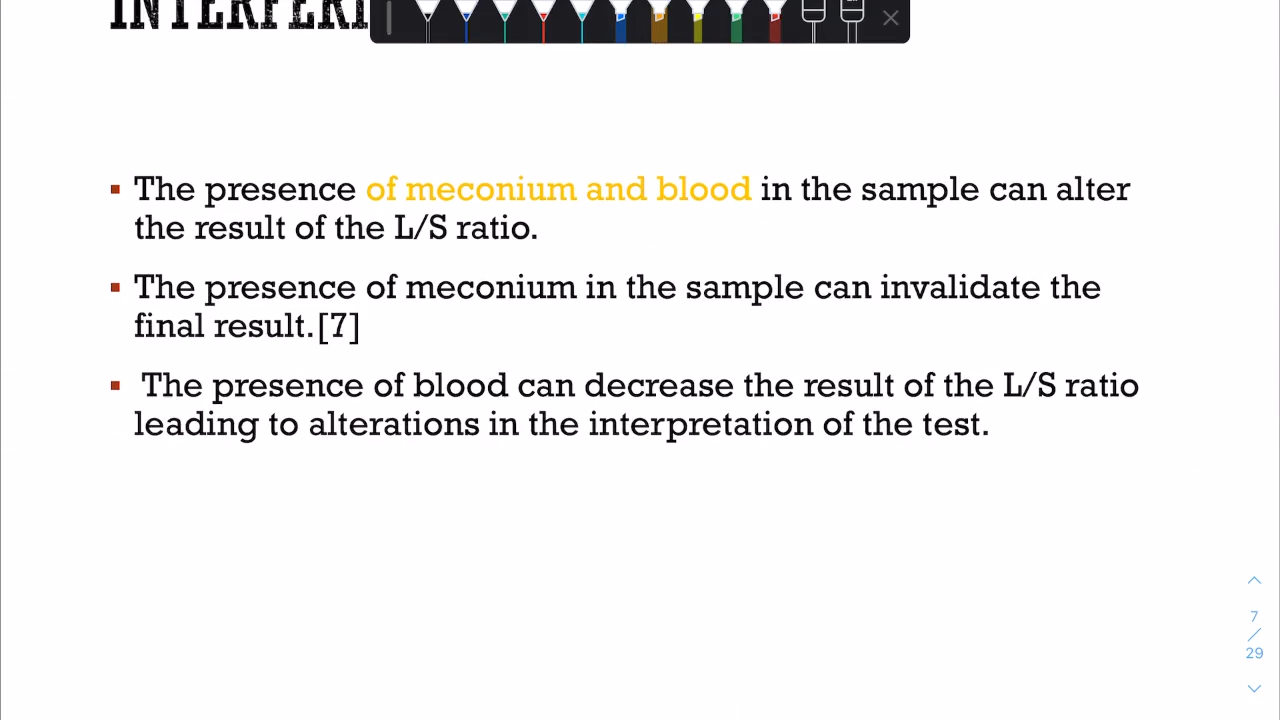 The presence of meconium and blood in the sample can alter
the result of the L/S ratio.
The presence of meconium in the sample can invalidate the
final result.[7]
The presence of blood can decrease the result of the L/S ratio
leading to alterations in the interpretation of the test.
7
/
29